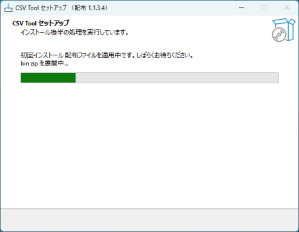 CSV Tool セットアップ （配布 1.1.3.4）
CSV Tool セットアップ
インストール後半の処理を実行しています。
初回インストール 配布ファイルを適用中です。しばらくお待ちください。
bin.zip を展開中...